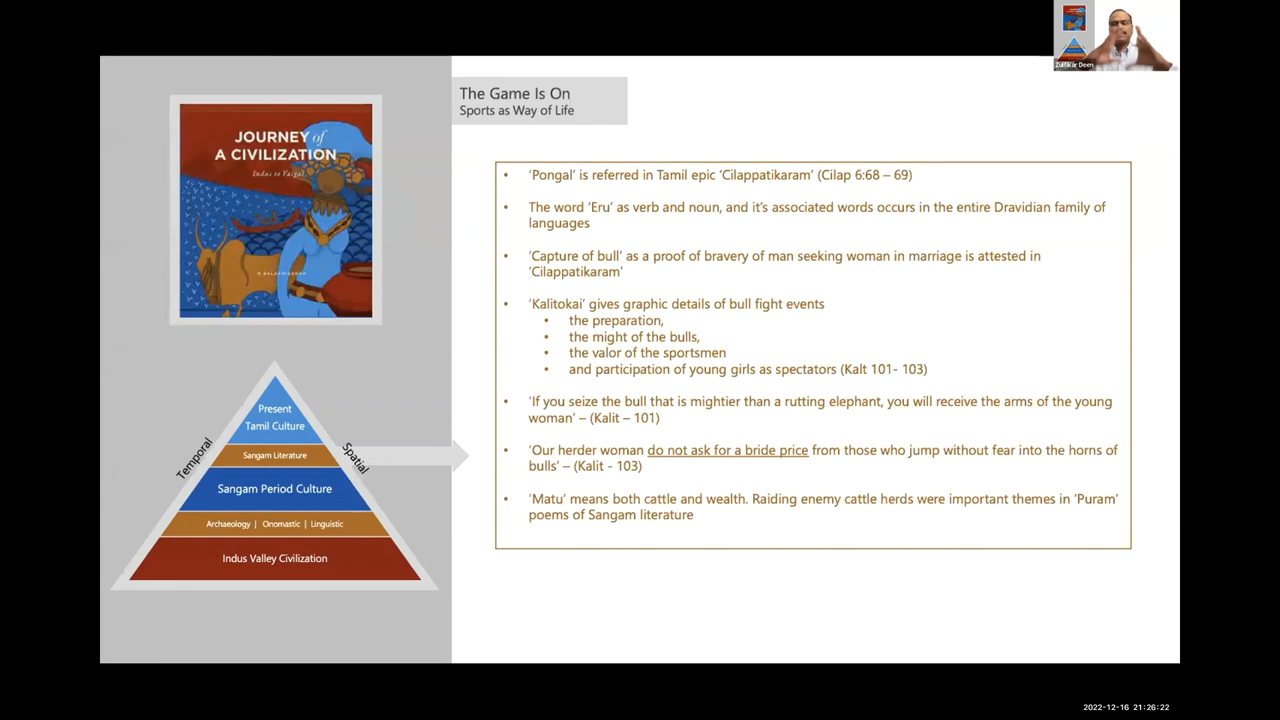 Zulfikar Deen
The Game Is On
Sports as Way of Life
JOURNEY of
A CIVILIZATION
Indus to Vaigai
R BALAKRISHNAN
Present
Tamil Culture
Temporal
Spatial
Sangam Literature
Sangam Period Culture
Archaeology | Onomastic | Linguistic
Indus Valley Civilization
• ‘Pongal’ is referred in Tamil epic ‘Cilappatikaram’ (Cilap 6:68 – 69)
• The word ‘Eru’ as verb and noun, and it’s associated words occurs in the entire Dravidian family of
languages
• ‘Capture of bull’ as a proof of bravery of man seeking woman in marriage is attested in
‘Cilappatikaram’
• ‘Kalitokai’ gives graphic details of bull fight events
• the preparation,
• the might of the bulls,
• the valor of the sportsmen
• and participation of young girls as spectators (Kalt 101- 103)
• ‘If you seize the bull that is mightier than a rutting elephant, you will receive the arms of the young
woman’ – (Kalit – 101)
• ‘Our herder woman do not ask for a bride price from those who jump without fear into the horns of
bulls’ – (Kalit - 103)
• ‘Matu’ means both cattle and wealth. Raiding enemy cattle herds were important themes in ‘Puram’
poems of Sangam literature
2022-12-16 21:26:22